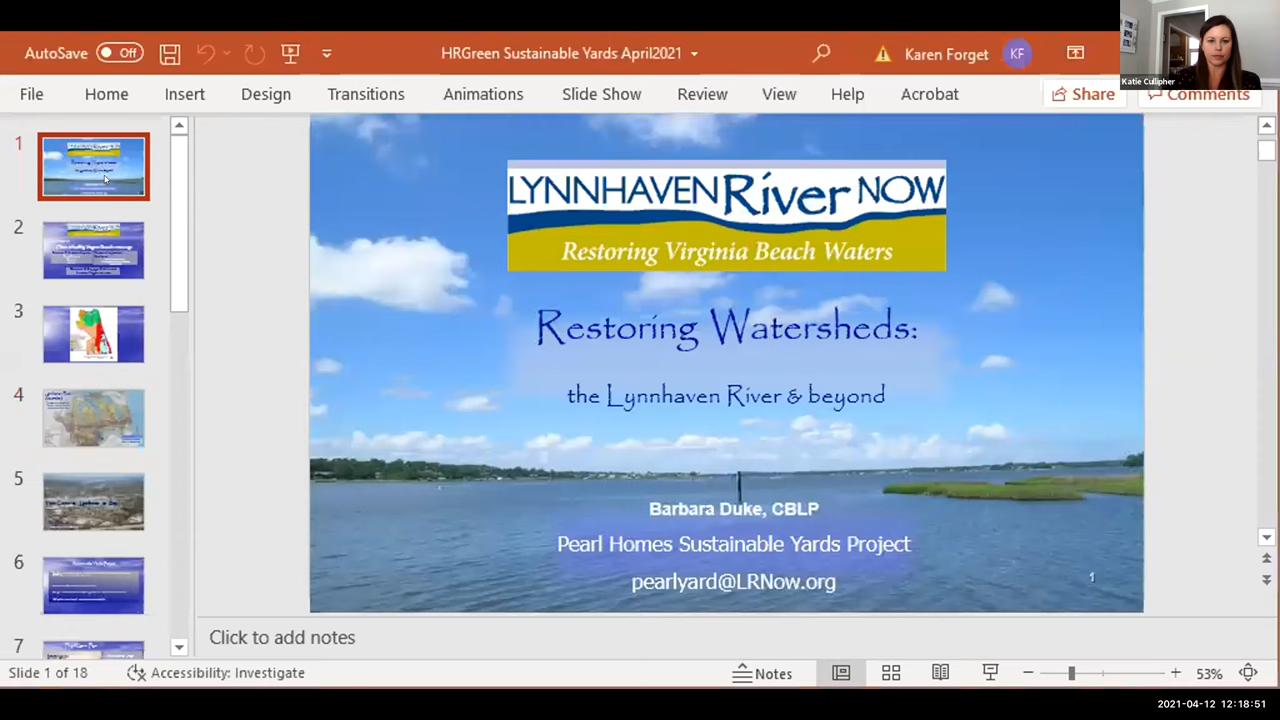 AutoSave Off HRGreen Sustainable Yards April2021 Karen Forget KF
Katie Cullipher
File Home Insert Design Transitions Animations Slide Show Review View Help Acrobat Share Comments
1
2
3
4
5
6
7
LYNNHAVEN River NOW
Restoring Virginia Beach Waters
Restoring Watersheds:
the Lynnhaven River & beyond
Barbara Duke, CBLP
Pearl Homes Sustainable Yards Project
pearlyard@LRNow.org
1
Click to add notes
Slide 1 of 18 Accessibility: Investigate Notes 53%
2021-04-12 12:18:51